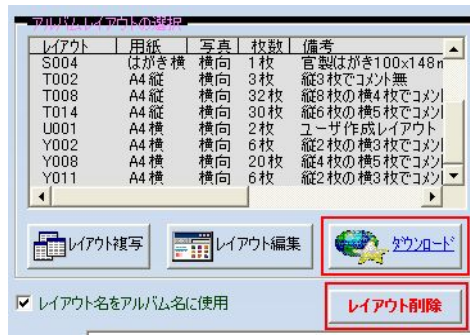 アルバムレイアウトの選択
レイアウト 用紙 写真 枚数 備考
S004 はがき横 横向 1枚 官製はがき100x148m
T002 A4縦 横向 3枚 縦3枚でコメント無
T008 A4縦 横向 32枚 縦8枚の横4枚でコメン
T014 A4縦 横向 30枚 縦6枚の横5枚でコメン
U001 A4横 横向 2枚 ユーザ作成レイアウト
Y002 A4横 横向 6枚 縦2枚の横3枚でコメン
Y008 A4横 横向 20枚 縦4枚の横5枚でコメン
Y011 A4横 横向 6枚 縦2枚の横3枚でコメン
レイアウト複写 レイアウト編集 ダウンロード
レイアウト名をアルバム名に使用 レイアウト削除